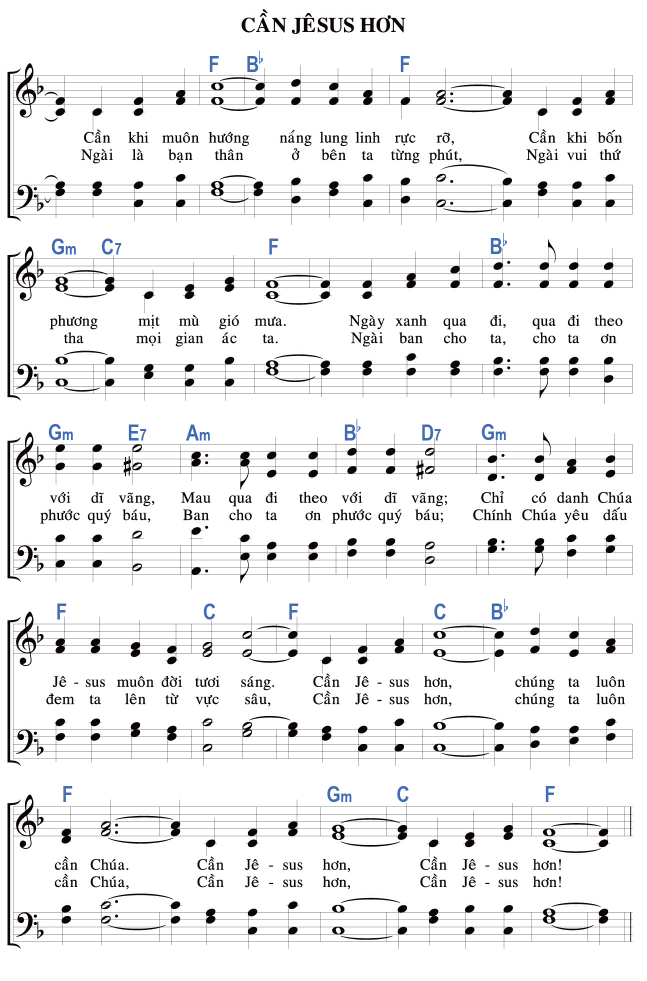 CẦN JÊSUS HƠN
F B♭ F
Cần khi muôn hướng náng lung linh rực rỡ, Cần khi bốn
Ngài là bạn thân ở bên ta từng phút, Ngài vui thứ
Gm C7 F B♭
phương mịt mù gió mưa. Ngày xanh qua đi, qua đi theo
tha mọi gian ác ta. Ngài ban cho ta, cho ta ơn
Gm E7 Am B♭ D7 Gm
với dĩ vãng, Mau qua đi theo với dĩ vãng; Chỉ có danh Chúa
phước quý báu, Ban cho ta ơn phước quý báu; Chính Chúa yêu dấu
F C F C B♭
Jê - sus muôn đời tươi sáng. Cần Jê - sus hơn, chúng ta luôn
đem ta lên từ vực sâu, Cần Jê - sus hơn, chúng ta luôn
F Gm C F
cần Chúa. Cần Jê - sus hơn, Cần Jê - sus hơn!
cần Chúa, Cần Jê - sus hơn, Cần Jê - sus hơn!